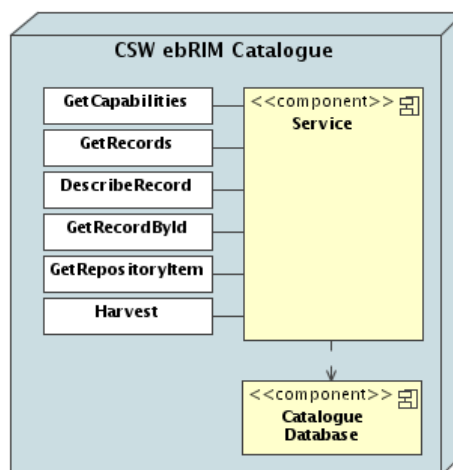 CSW ebRIM Catalogue
GetCapabilities
GetRecords
DescribeRecord
GetRecordById
GetRepositoryItem
Harvest
<<component>>
Service
<<component>>
Catalogue
Database